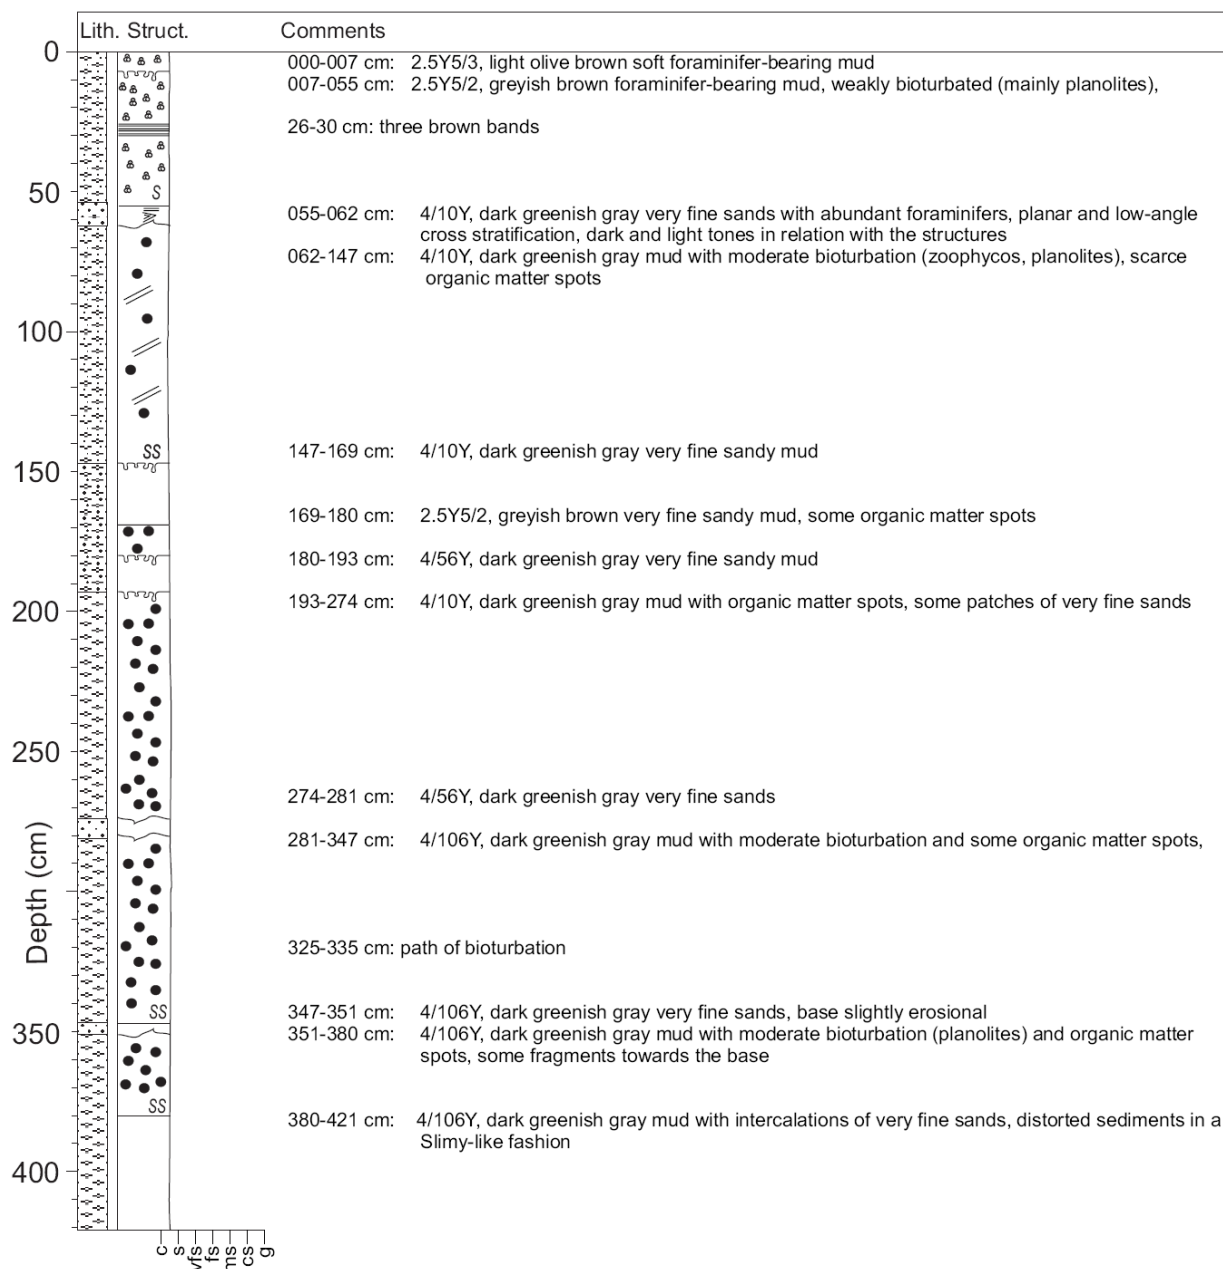 Lith. Struct. Comments
0
000-007 cm: 2.5Y5/3, light olive brown soft foraminifer-bearing mud
007-055 cm: 2.5Y5/2, greyish brown foraminifer-bearing mud, weakly bioturbated (mainly planolites),
26-30 cm: three brown bands
50
S
055-062 cm: 4/10Y, dark greenish gray very fine sands with abundant foraminifers, planar and low-angle
cross stratification, dark and light tones in relation with the structures
062-147 cm: 4/10Y, dark greenish gray mud with moderate bioturbation (zoophycos, planolites), scarce
organic matter spots
100
SS
147-169 cm: 4/10Y, dark greenish gray very fine sandy mud
150
169-180 cm: 2.5Y5/2, greyish brown very fine sandy mud, some organic matter spots
180-193 cm: 4/56Y, dark greenish gray very fine sandy mud
193-274 cm: 4/10Y, dark greenish gray mud with organic matter spots, some patches of very fine sands
200
250
274-281 cm: 4/56Y, dark greenish gray very fine sands
281-347 cm: 4/106Y, dark greenish gray mud with moderate bioturbation and some organic matter spots,
Depth (cm)
325-335 cm: path of bioturbation
SS
347-351 cm: 4/106Y, dark greenish gray very fine sands, base slightly erosional
350
351-380 cm: 4/106Y, dark greenish gray mud with moderate bioturbation (planolites) and organic matter
spots, some fragments towards the base
SS
380-421 cm: 4/106Y, dark greenish gray mud with intercalations of very fine sands, distorted sediments in a
Slimy-like fashion
400
c s vfs fs ms cs g